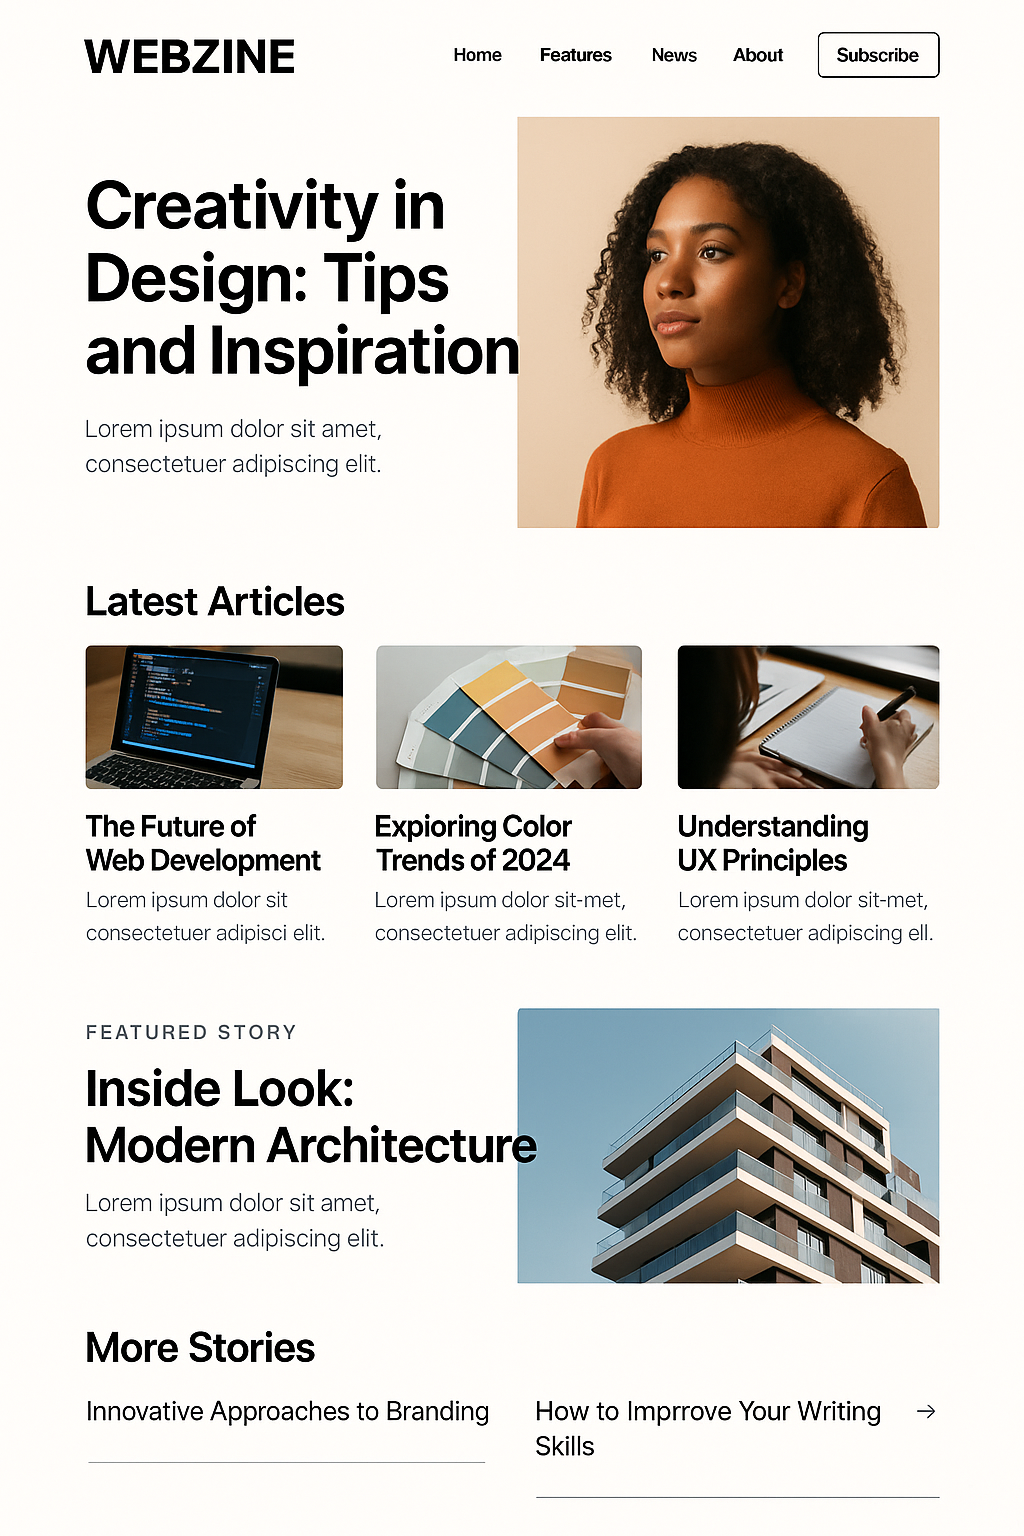 WEBZINE
Home Features News About Subscribe
Creativity in
Design: Tips
and Inspiration
Lorem ipsum dolor sit amet,
consectetuer adipiscing elit.
Latest Articles
The Future of
Web Development
Lorem ipsum dolor sit
consectetuer adipisci elit.
Expioring Color
Trends of 2024
Lorem ipsum dolor sit-met,
consectetuer adipiscing elit.
Understanding
UX Principles
Lorem ipsum dolor sit-met,
consectetuer adipiscing ell.
FEATURED STORY
Inside Look:
Modern Architecture
Lorem ipsum dolor sit amet,
consectetuer adipiscing elit.
More Stories
Innovative Approaches to Branding
How to Imprrove Your Writing →
Skills